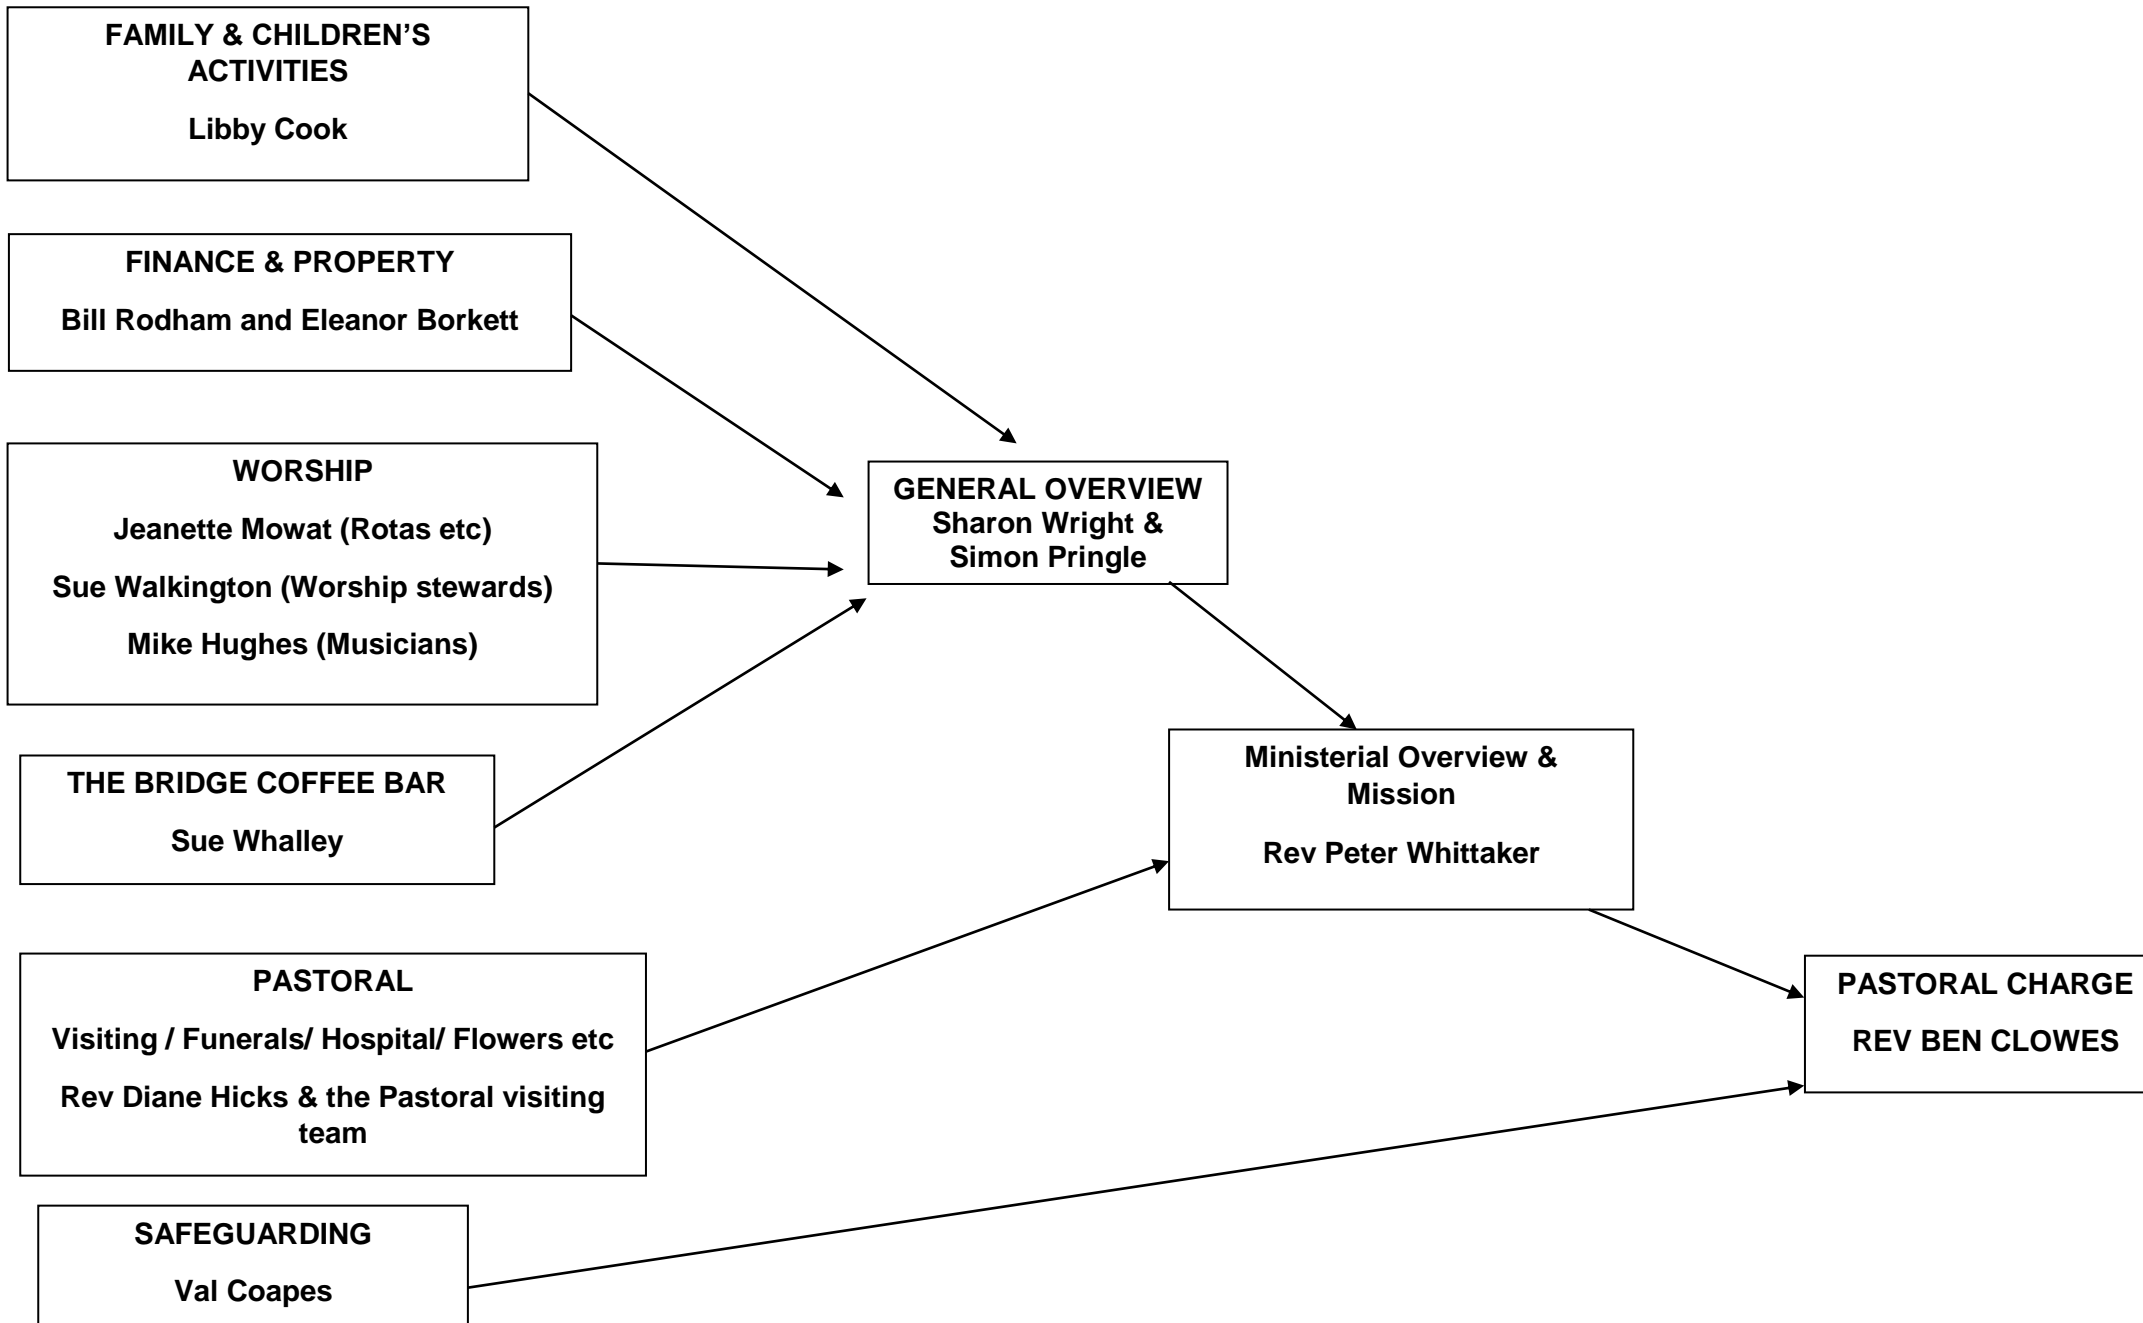 FAMILY & CHILDREN’S
ACTIVITIES
Libby Cook
FINANCE & PROPERTY
Bill Rodham and Eleanor Borkett
WORSHIP
Jeanette Mowat (Rotas etc)
Sue Walkington (Worship stewards)
Mike Hughes (Musicians)
GENERAL OVERVIEW
Sharon Wright &
Simon Pringle
THE BRIDGE COFFEE BAR
Sue Whalley
Ministerial Overview &
Mission
Rev Peter Whittaker
PASTORAL
Visiting / Funerals/ Hospital/ Flowers etc
Rev Diane Hicks & the Pastoral visiting
team
PASTORAL CHARGE
REV BEN CLOWES
SAFEGUARDING
Val Coapes